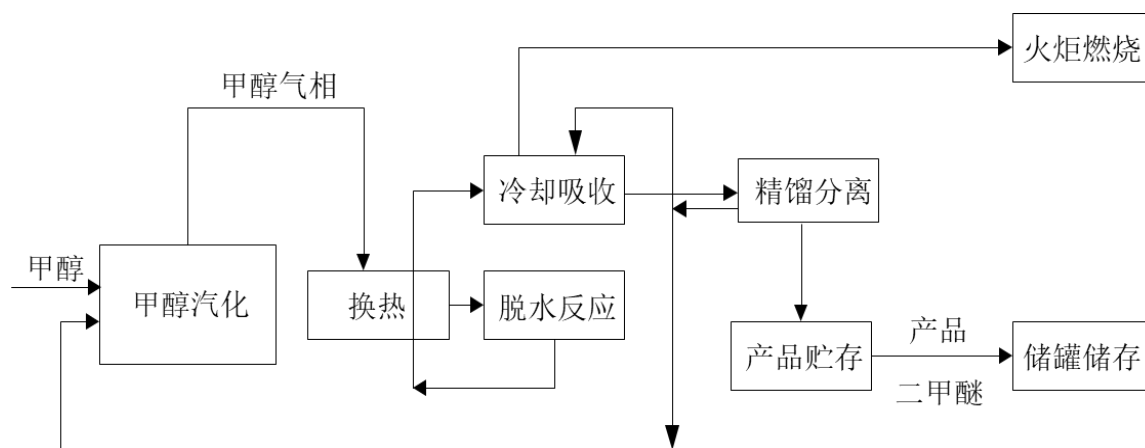 火炬燃烧
甲醇气相
冷却吸收
精馏分离
甲醇
甲醇汽化
换热
脱水反应
产品贮存
产品
二甲醚
储罐储存